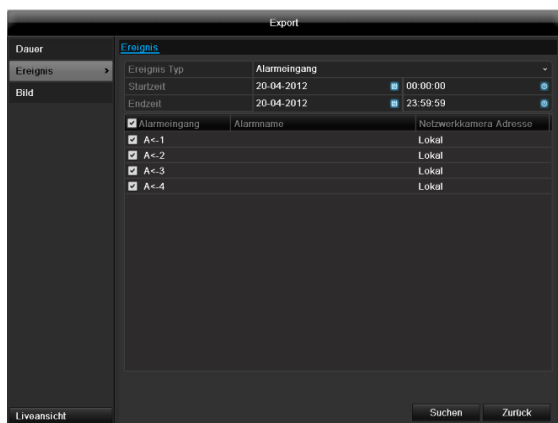 Export
Dauer
Ereignis
Bild
Ereignis
Ereignis Typ Alarmeingang
Startzeit 20-04-2012 00:00:00
Endzeit 20-04-2012 23:59:59
Alarmeingang Alarmname Netzwerkkamera Adresse
A<-1 Lokal
A<-2 Lokal
A<-3 Lokal
A<-4 Lokal
Suchen Zurück
Liveansicht